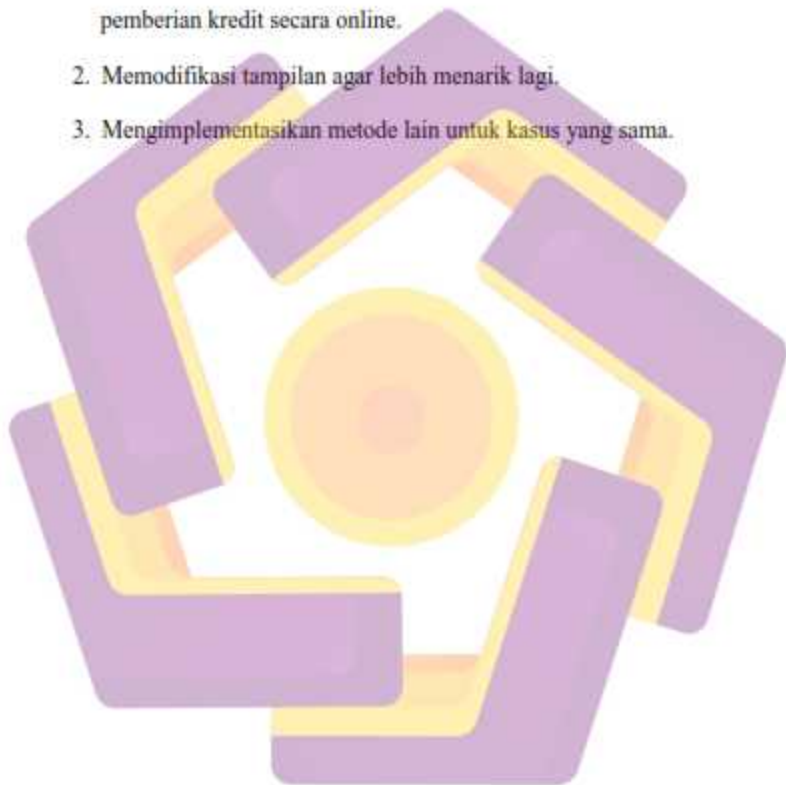 pemberian kredit secara online.
2. Memodifikasi tampilan agar lebih menarik lagi.
3. Mengimplementasikan metode lain untuk kasus yang sama.